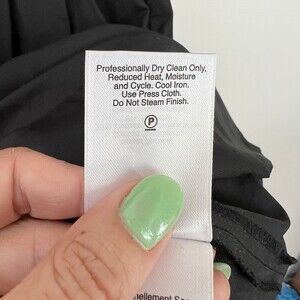 Professionally Dry Clean Only,
Reduced Heat, Moisture
and Cycle. Cool Iron.
Use Press Cloth.
Do Not Steam Finish.
P